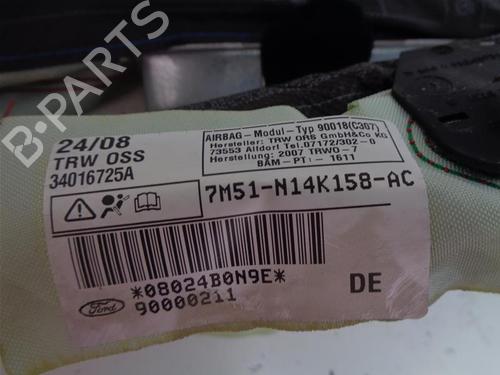 24/08
TRW OSS
34016725A
AIRBAG-Modul-Typ 90018(C307)
Hersteller: TRW ORS GmbH&Co KG
73553 Alfdorf Tel.07172/302-0
Herstellung: 2007 TRWO-7
BAM-PT1-1611
7M51-N14K158-AC
*08024B0N9E*
Ford
90000211
DE
B-PARTS